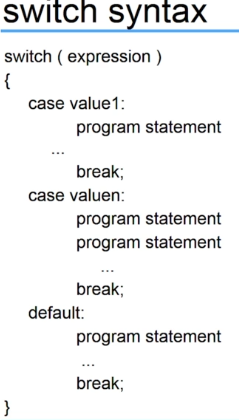 switch syntax
switch ( expression )
{
case value1:
program statement
...
break;
case valuen:
program statement
program statement
...
break;
default:
program statement
...
break;
}